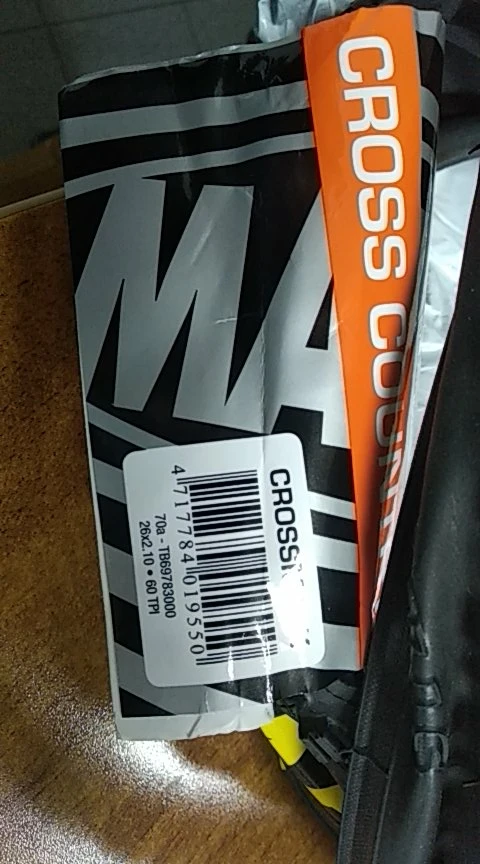 MA
CROSS COUN
CROSS
4 717784 019550
70a - TB69783000
26x2.10 • 60 TPI